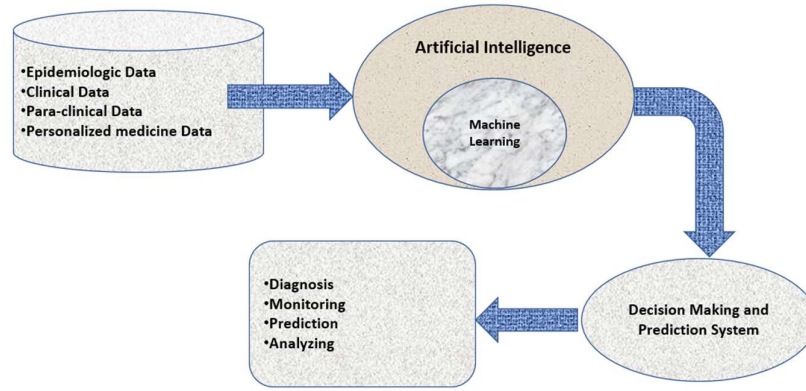 •Epidemiologic Data
•Clinical Data
•Para-clinical Data
•Personalized medicine Data
Artificial Intelligence
Machine
Learning
Decision Making and
Prediction System
•Diagnosis
•Monitoring
•Prediction
•Analyzing